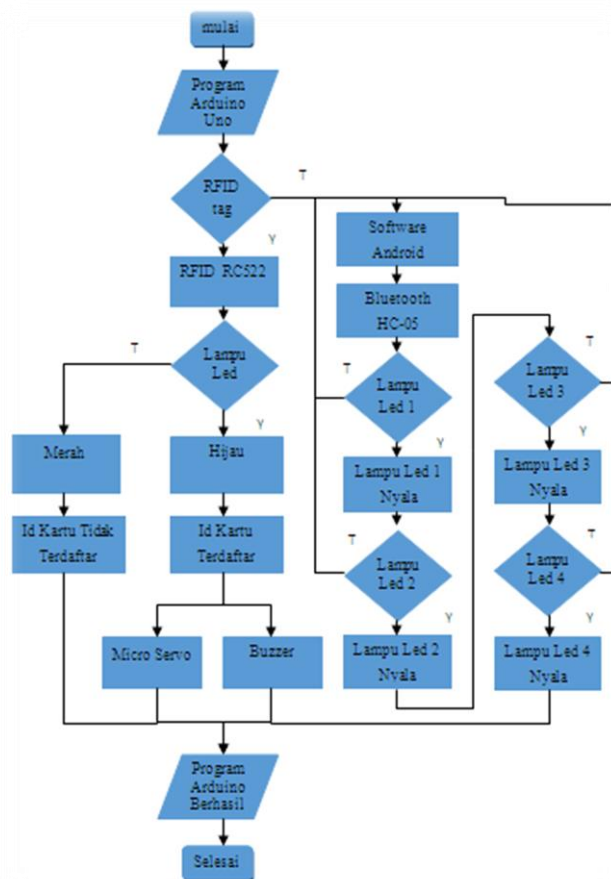 mulai
Program
Arduino
Uno
RFID
tag
T
Y
RFID RC522
Lampu
Led
T
Y
Merah
Hijau
Id Kartu Tidak
Terdaftar
Id Kartu
Terdaftar
Micro Servo
Buzzer
Software
Android
Bluetooth
HC-05
T
Lampu
Led 1
Y
Lampu Led 1
Nyala
T
Lampu
Led 2
Y
Lampu Led 2
Nyala
T
Lampu
Led 3
Y
Lampu Led 3
Nyala
T
Lampu
Led 4
Y
Lampu Led 4
Nyala
Program
Arduino
Berhasil
Selesai